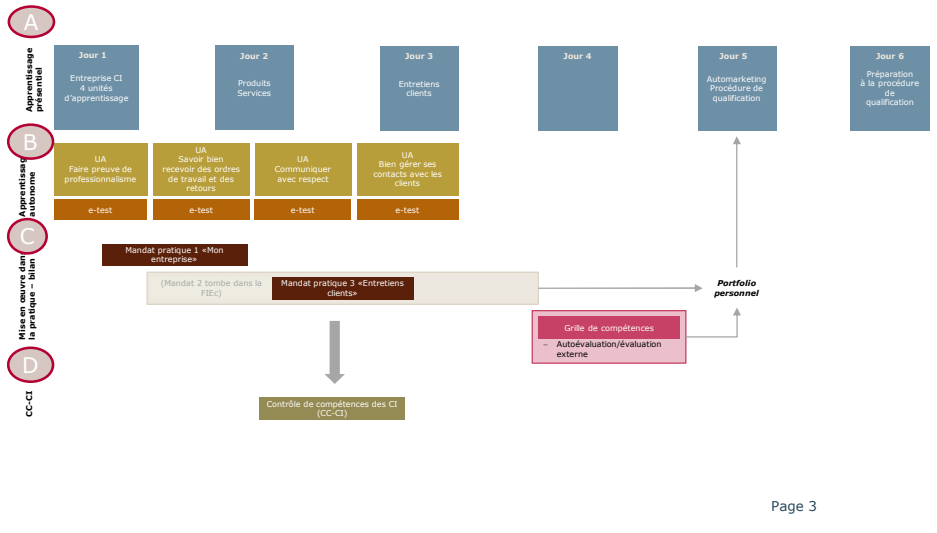 A
Apprentissage
présentiel
Jour 1
Entreprise CI
4 unités
d'apprentissage
Jour 2
Produits
Services
Jour 3
Entretiens
clients
Jour 4
Jour 5
Automarketing
Procédure de
qualification
Jour 6
Préparation
à la procédure
de
qualification
B
Apprentissag
autonome
UA
Faire preuve de
professionnalisme
UA
Savoir bien
recevoir des ordres
de travail et des
retours
UA
Communiquer
avec respect
UA
Bien gérer ses
contacts avec les
clients
e-test
e-test
e-test
e-test
C
Mise en œuvre dan
la pratique – bilan
Mandat pratique 1 «Mon
entreprise»
(Mandat 2 tombe dans la
FIEc)
Mandat pratique 3 «Entretiens
clients»
Portfolio
personnel
Grille de compétences
– Autoévaluation/évaluation
externe
D
CC-CI
Contrôle de compétences des CI
(CC-CI)
Page 3